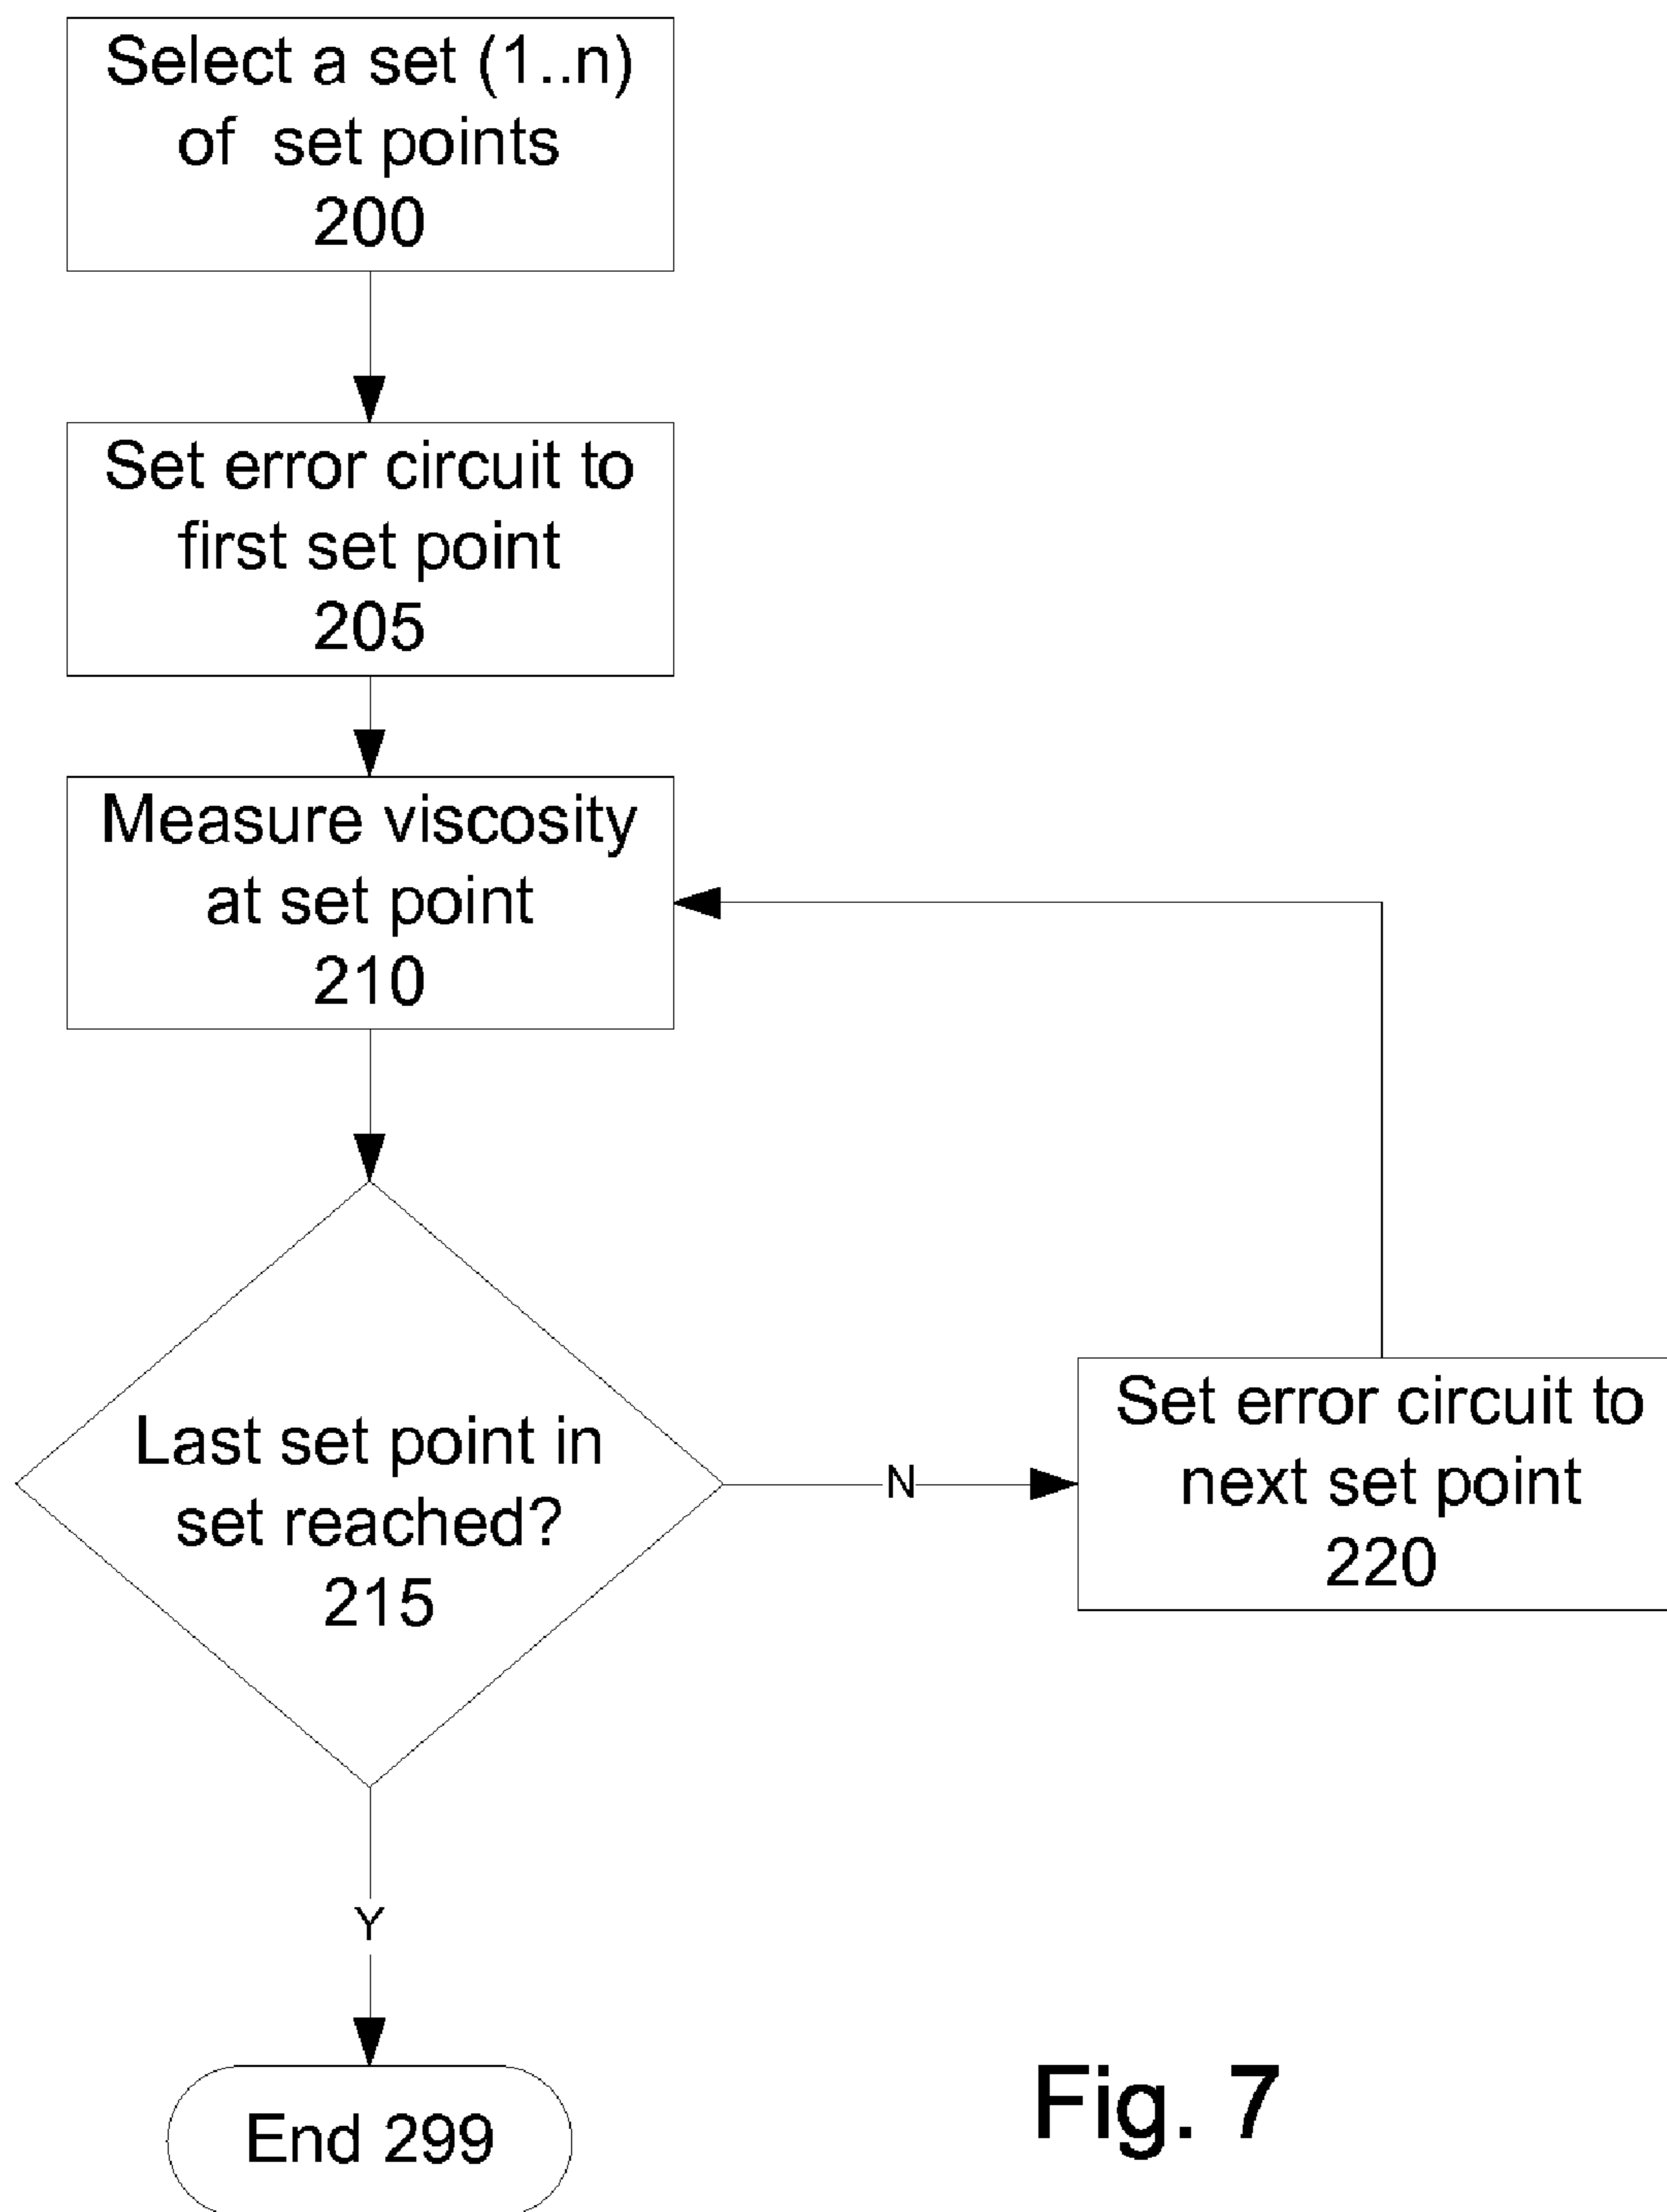 Select a set (1..n)
of set points
200
Set error circuit to
first set point
205
Measure viscosity
at set point
210
Last set point in
set reached?
215
N
Set error circuit to
next set point
220
Y
End 299
Fig. 7